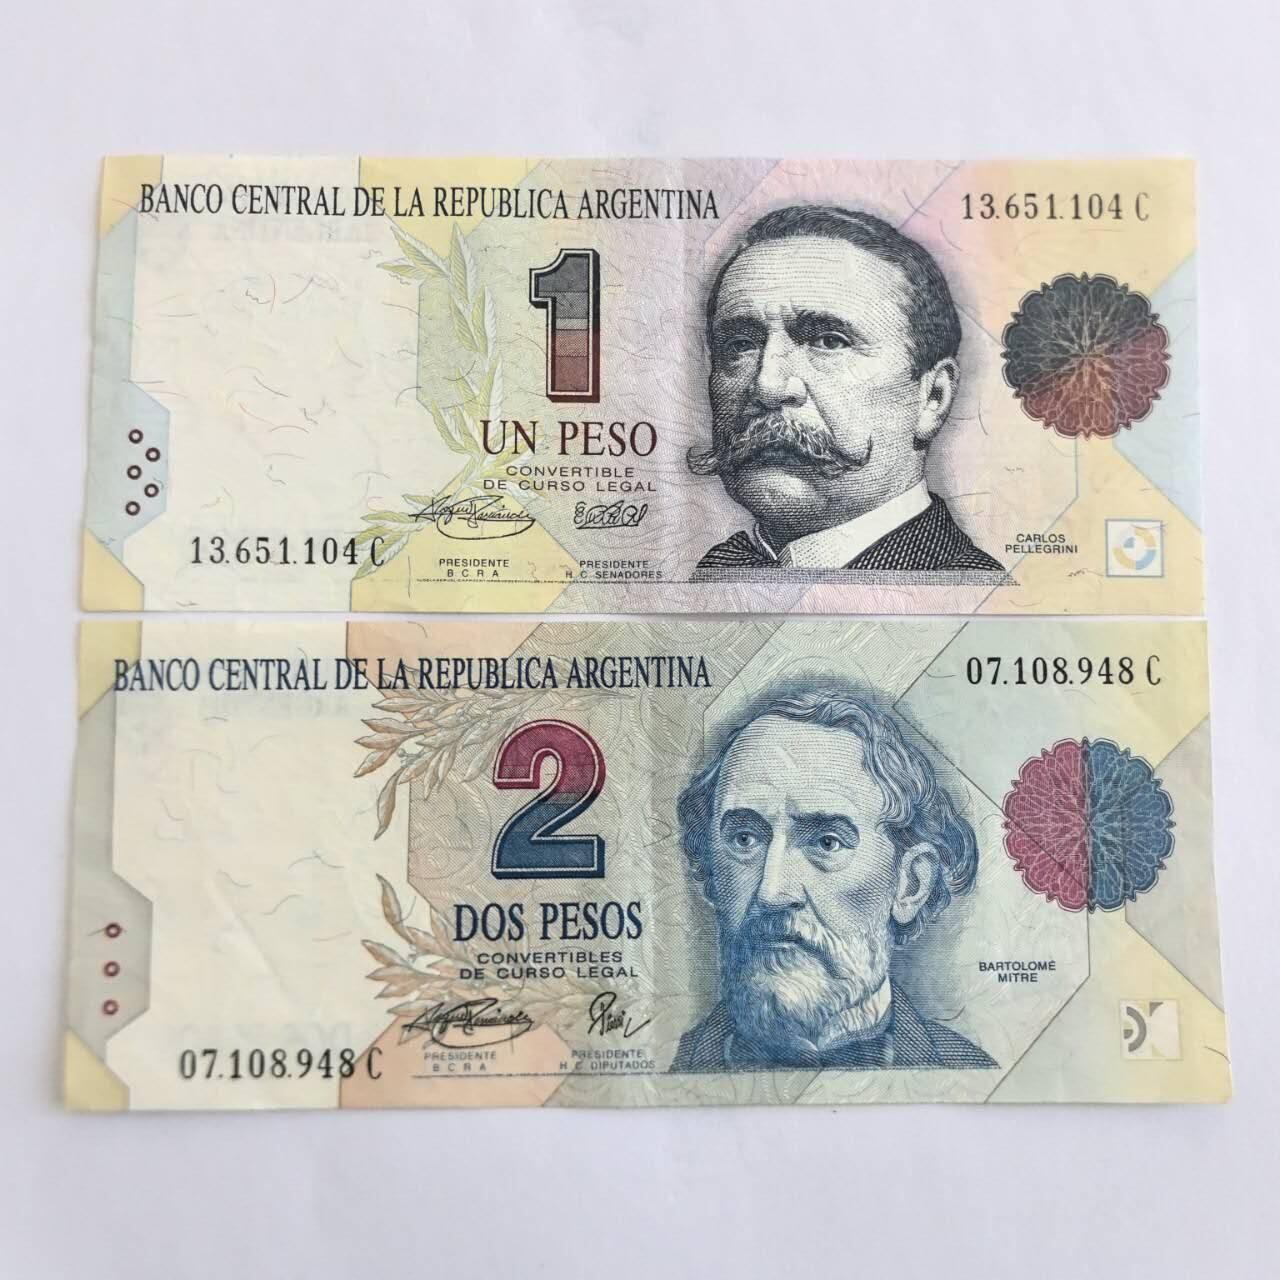 BANCO CENTRAL DE LA REPUBLICA ARGENTINA
13.651.104 C
1
UN PESO
CONVERTIBLE
DE CURSO LEGAL
13.651.104 C
PRESIDENTE
B.C.R.A
PRESIDENTE
H.C. SENADORES
CARLOS
PELLEGRINI
BANCO CENTRAL DE LA REPUBLICA ARGENTINA
07.108.948 C
2
DOS PESOS
CONVERTIBLES
DE CURSO LEGAL
07.108.948 C
PRESIDENTE
B.C.R.A
PRESIDENTE
H.C. DIPUTADOS
BARTOLOMÉ
MITRE